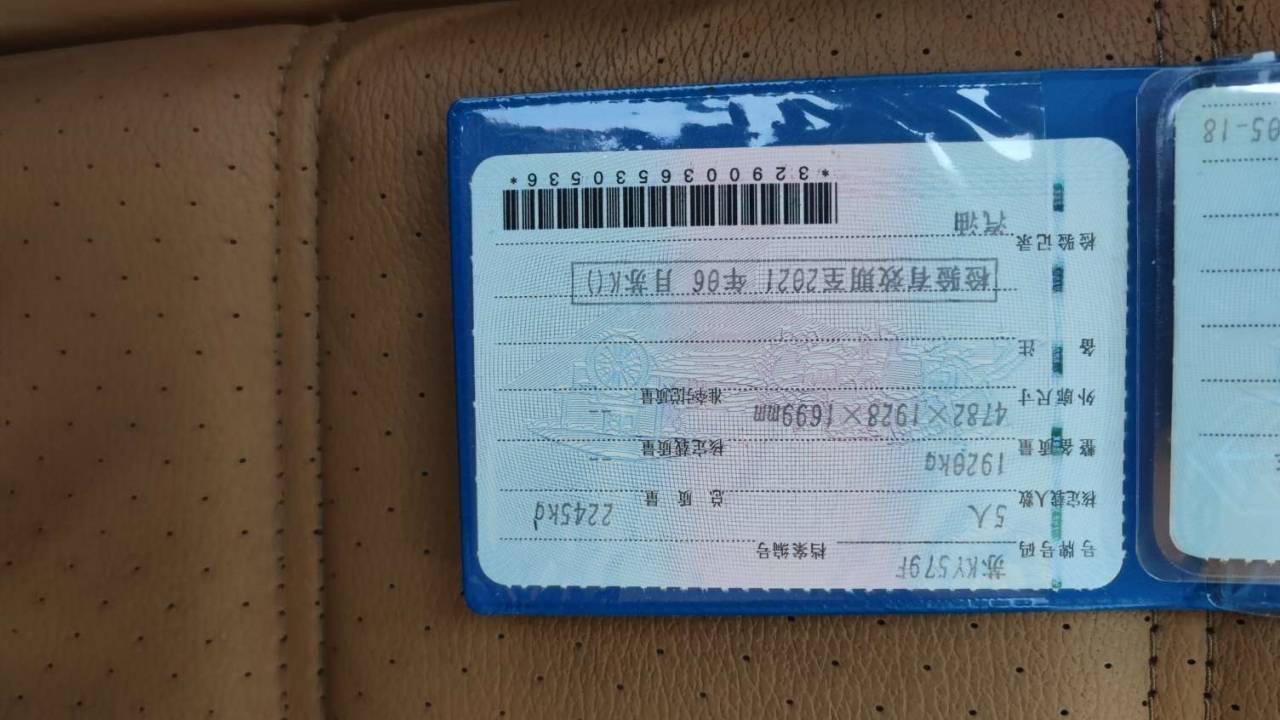 号牌号码 苏KY579F 档案编号
核定载人数 5人 总质量 2245kg
整备质量 1920kg 核定载质量 --
外廓尺寸 4782×1928×1699mm 准牵引总质量 --
备注
检验有效期至2021年06月苏K()
检验记录
汽油
*3290036530536*
05-18